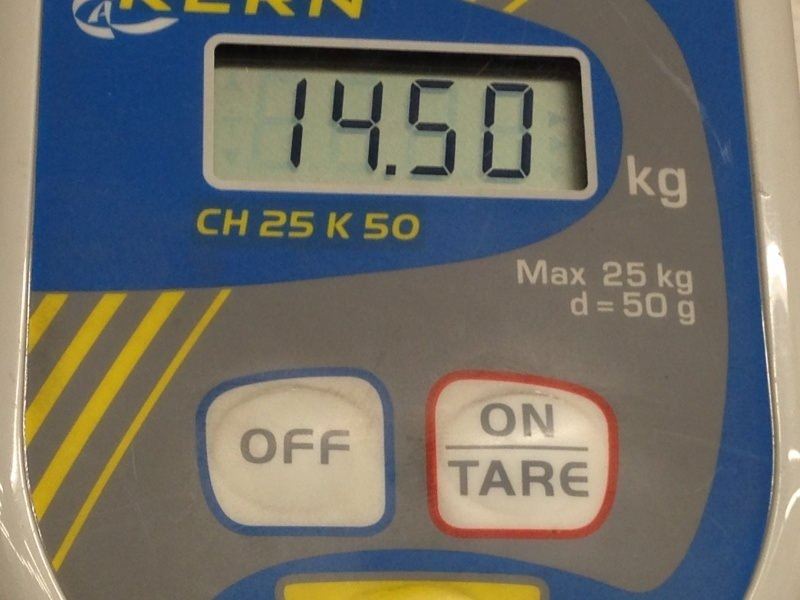 KERN
14.50
kg
CH 25 K 50
Max 25 kg
d = 50 g
OFF
ON
TARE